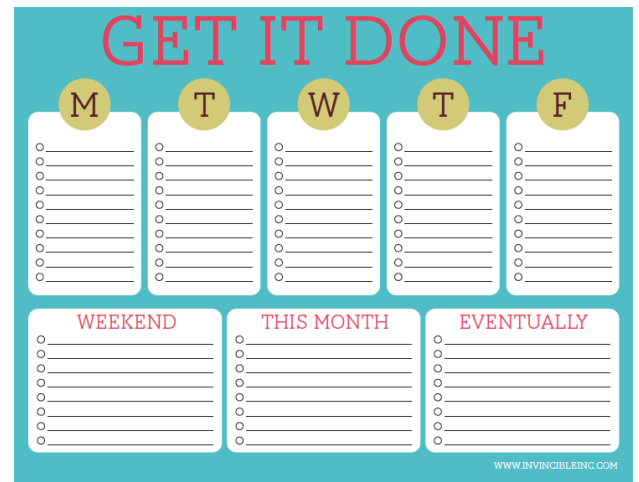 GET IT DONE
M T W T F
WEEKEND THIS MONTH EVENTUALLY
WWW.INVINCIBLEINC.COM